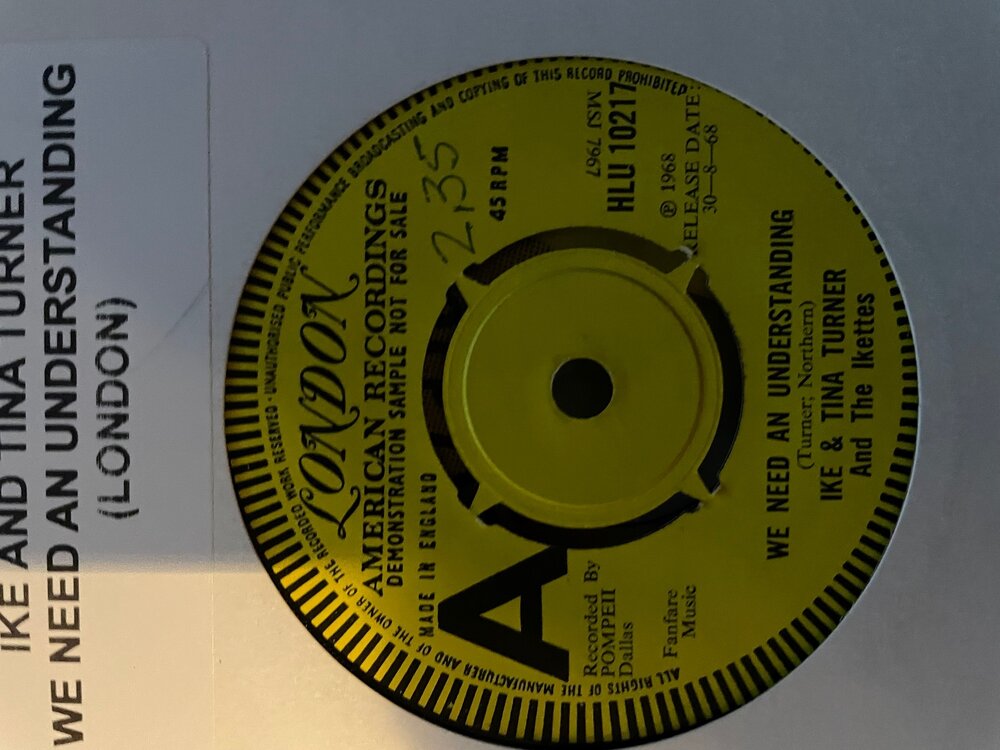 IKE AND TINA TURNER
WE NEED AN UNDERSTANDING
(LONDON)
ALL RIGHTS OF THE MANUFACTURER AND OF THE OWNER OF THE RECORDED WORK RESERVED · UNAUTHORISED PUBLIC PERFORMANCE BROADCASTING AND COPYING OF THIS RECORD PROHIBITED
LONDON
AMERICAN RECORDINGS
DEMONSTRATION SAMPLE NOT FOR SALE
MADE IN ENGLAND
2.35
45 RPM
A
Recorded By
POMPEII
Dallas
Fanfare
Music
MSJ 7967
HLU 10217
℗ 1968
RELEASE DATE:
30—8—68
WE NEED AN UNDERSTANDING
(Turner; Northern)
IKE & TINA TURNER
And The Ikettes